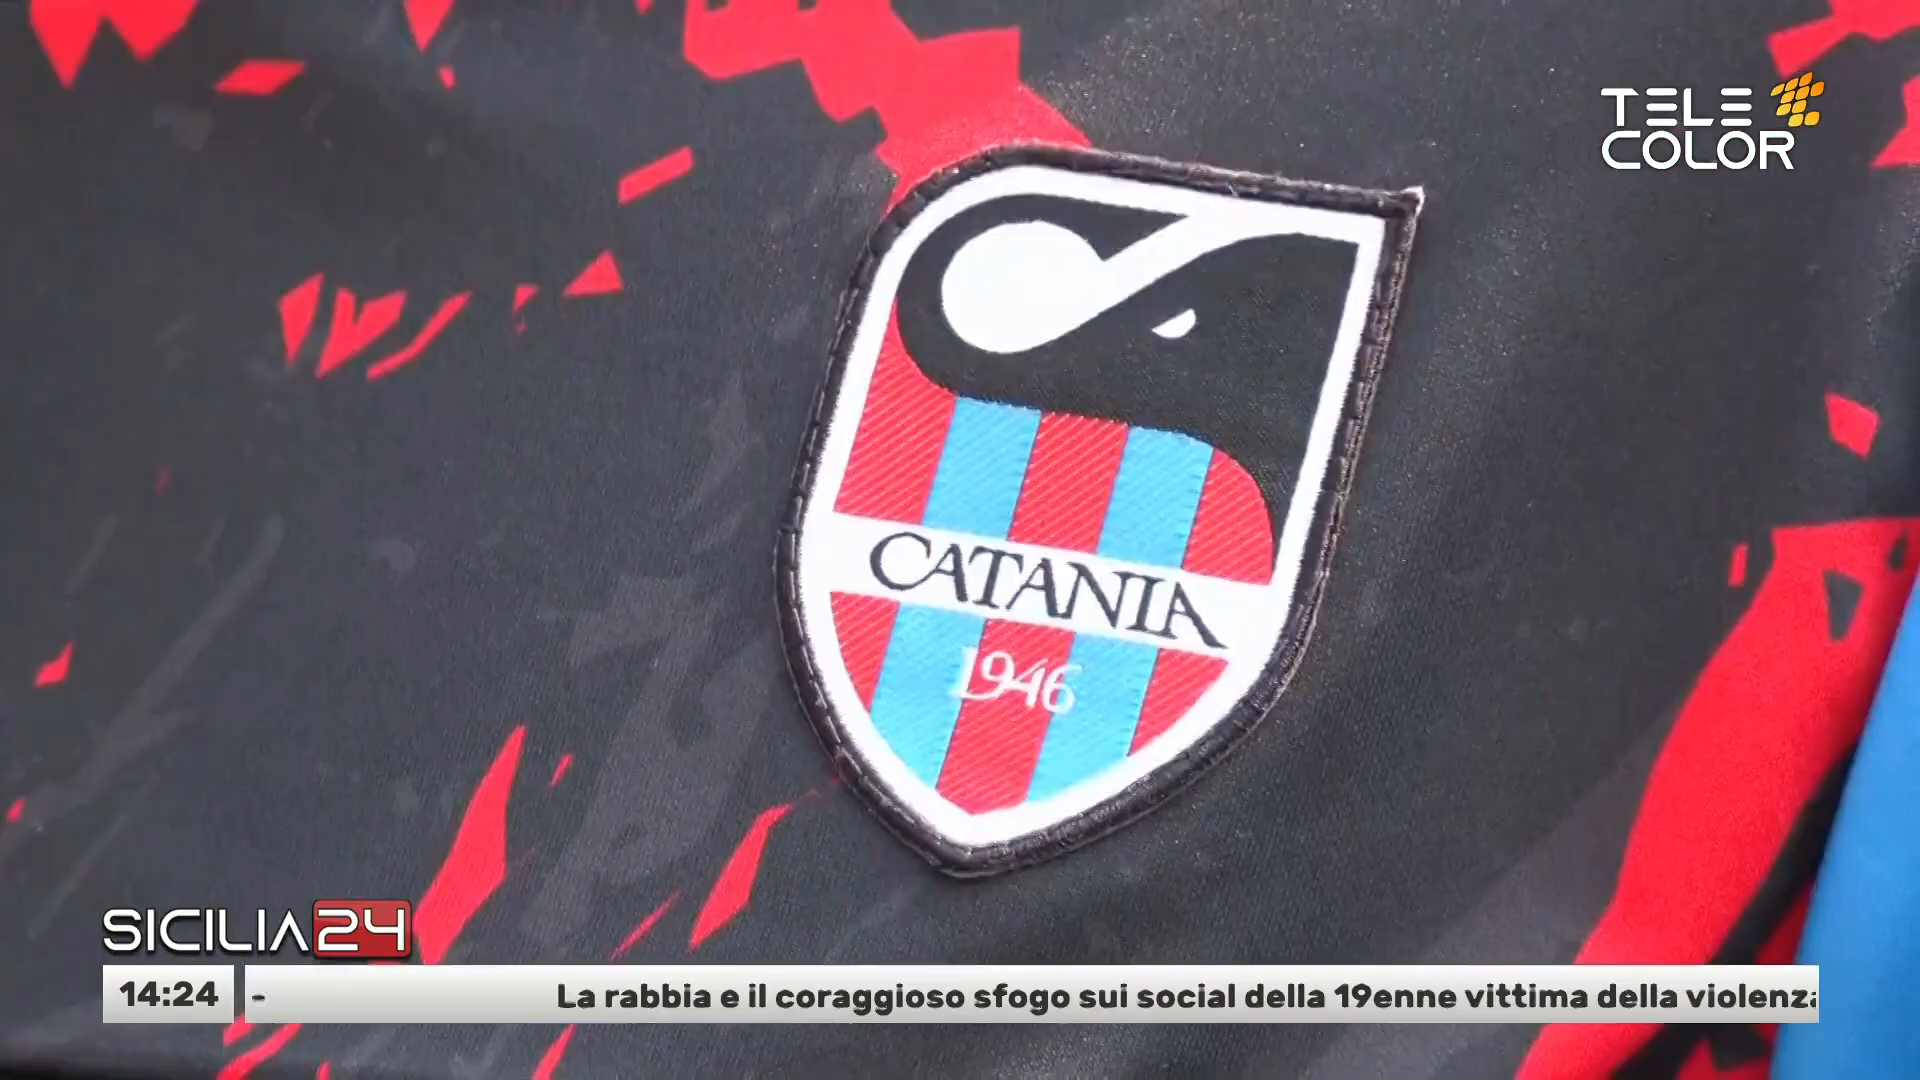 TELE
COLOR
CATANIA
1946
SICILIA24
14:24
- La rabbia e il coraggioso sfogo sui social della 19enne vittima della violenz